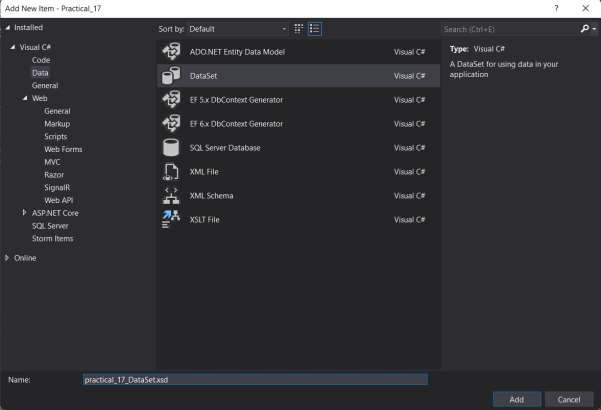 Add New Item - Practical_17
? ×
Installed
Sort by: Default
Search (Ctrl+E)
Visual C#
Code
Data
General
Web
General
Markup
Scripts
Web Forms
MVC
Razor
SignalR
Web API
ASP.NET Core
SQL Server
Storm Items
Online
ADO.NET Entity Data Model Visual C#
DataSet Visual C#
EF 5.x DbContext Generator Visual C#
EF 6.x DbContext Generator Visual C#
SQL Server Database Visual C#
XML File Visual C#
XML Schema Visual C#
XSLT File Visual C#
Type: Visual C#
A DataSet for using data in your
application
Name: practical_17_DataSet.xsd
Add Cancel